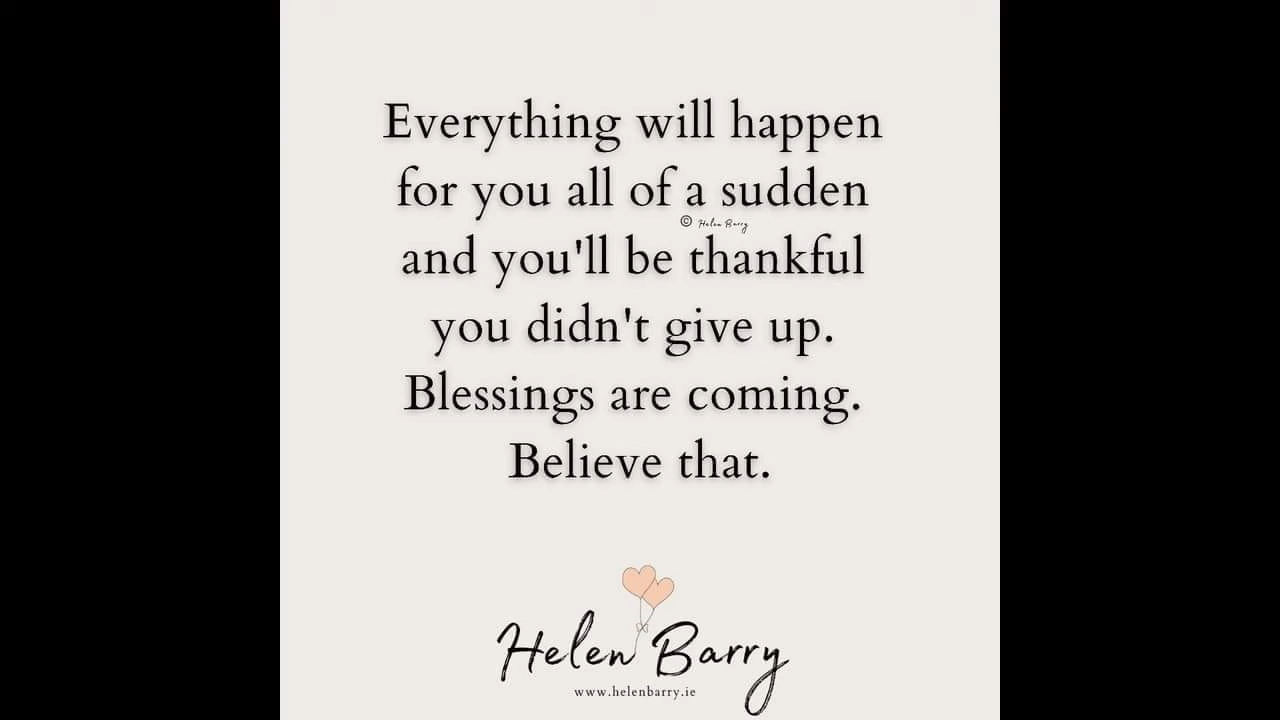 Everything will happen
for you all of a sudden
© Helen Barry
and you'll be thankful
you didn't give up.
Blessings are coming.
Believe that.
Helen Barry
www.helenbarry.ie